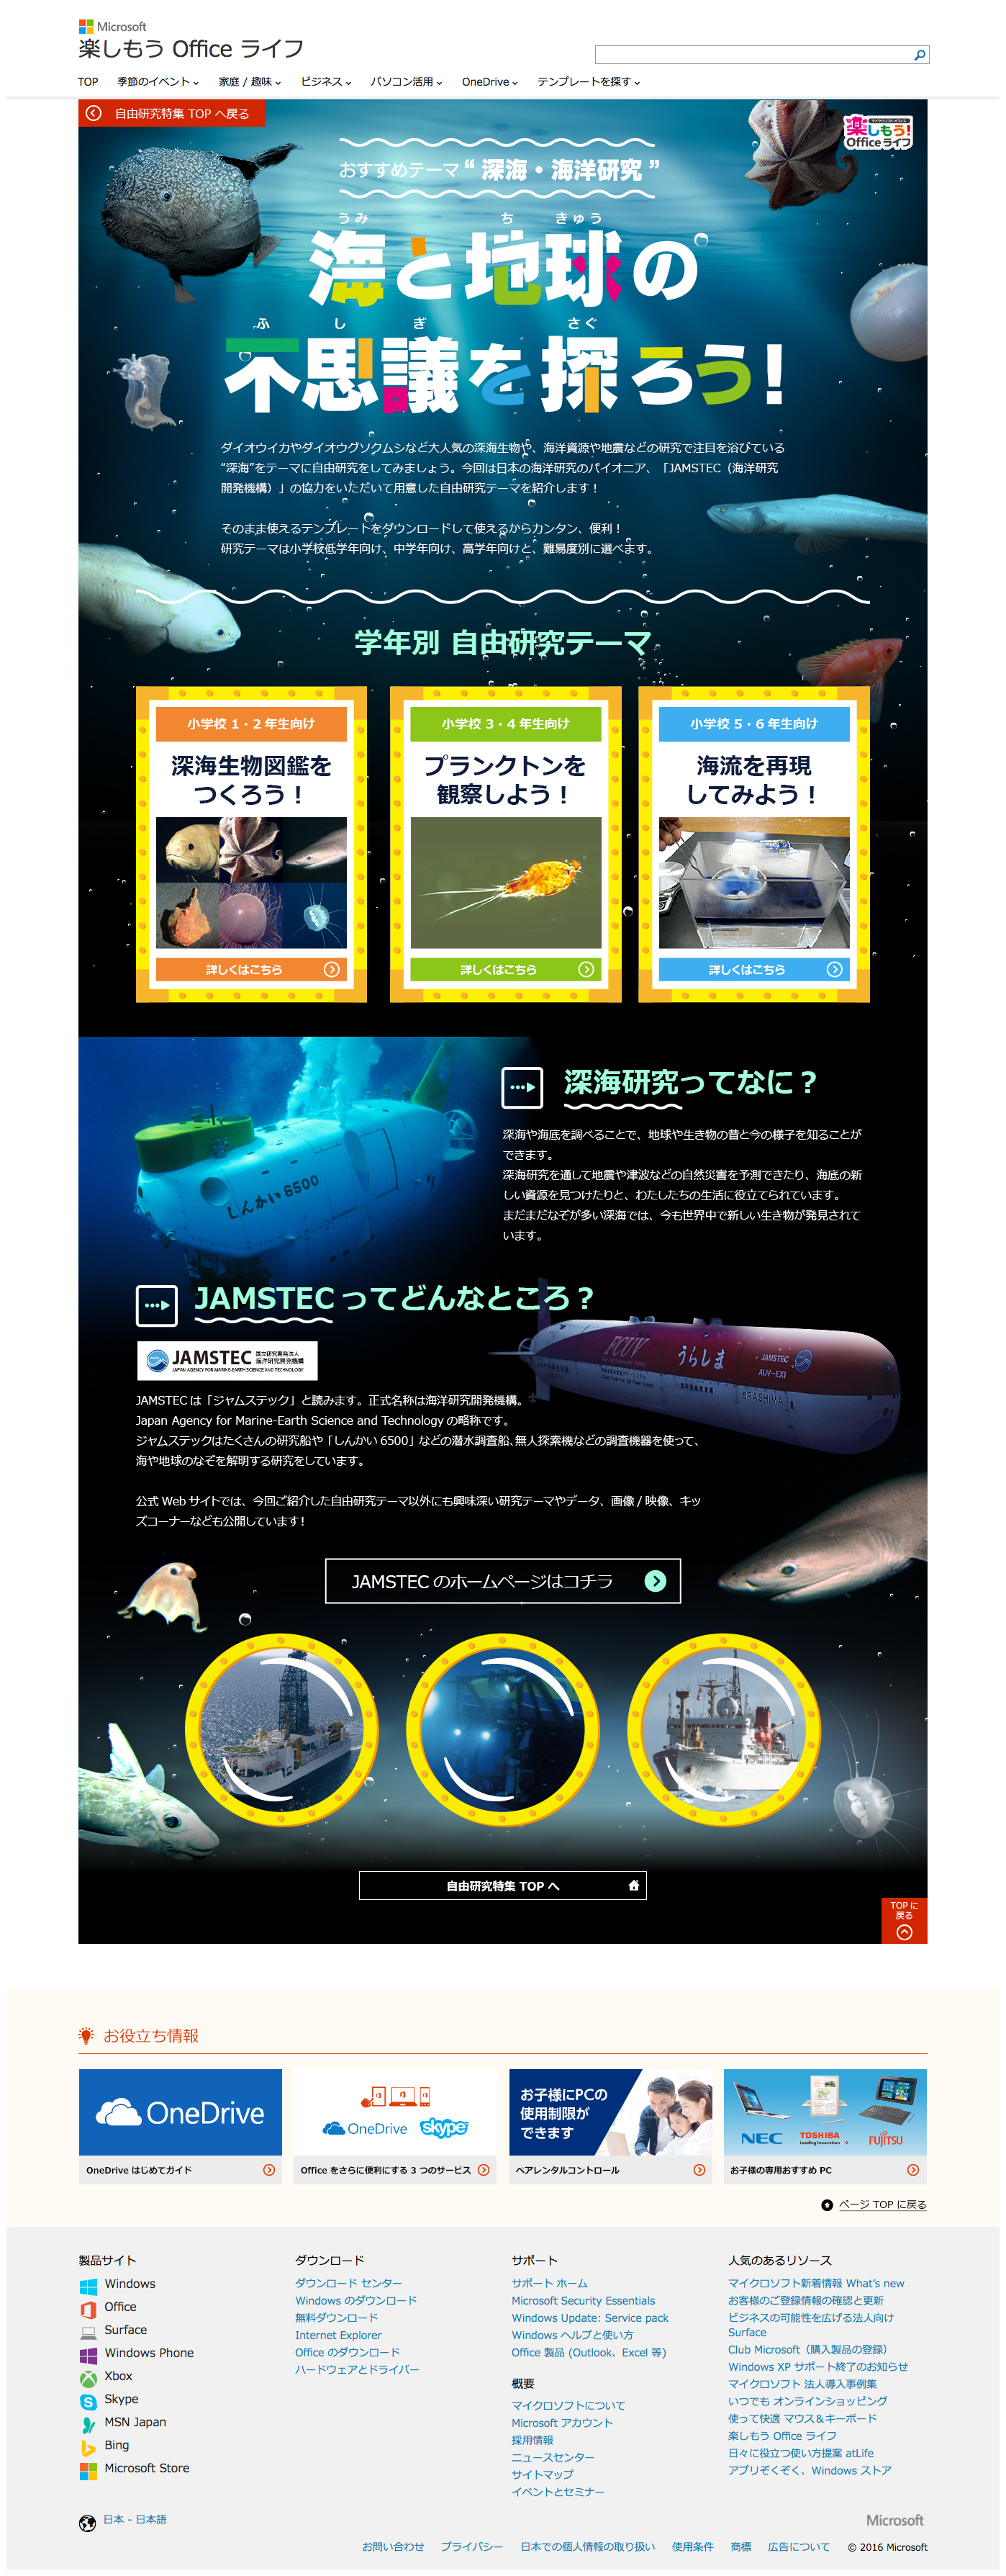 Microsoft
楽しもう Office ライフ
TOP 季節のイベント 家庭 / 趣味 ビジネス パソコン活用 OneDrive テンプレートを探す
自由研究特集 TOP へ戻る
楽しもう!
Officeライフ
おすすめテーマ“深海・海洋研究”
うみ ち きゅう
海と地球の
ふ し ぎ さぐ
不思議を探ろう!
ダイオウイカやダイオウグソクムシなど大人気の深海生物や、海洋資源や地震などの研究で注目を浴びている
“深海”をテーマに自由研究をしてみましょう。今回は日本の海洋研究のパイオニア、「JAMSTEC（海洋研究
開発機構）」の協力をいただいて用意した自由研究テーマを紹介します！
そのまま使えるテンプレートをダウンロードして使えるからカンタン、便利！
研究テーマは小学校低学年向け、中学年向け、高学年向けと、難易度別に選べます。
学年別 自由研究テーマ
小学校 1・2 年生向け
深海生物図鑑を
つくろう！
詳しくはこちら
小学校 3・4 年生向け
プランクトンを
観察しよう！
詳しくはこちら
小学校 5・6 年生向け
海流を再現
してみよう！
詳しくはこちら
しんかい 6500
深海研究ってなに？
深海や海底を調べることで、地球や生き物の昔と今の様子を知ることが
できます。
深海研究を通して地震や津波などの自然災害を予測できたり、海底の新
しい資源を見つけたりと、わたしたちの生活に役立てられています。
まだまだなぞが多い深海では、今も世界中で新しい生き物が発見されて
います。
JAMSTEC ってどんなところ？
FCUV
うらしま
JAMSTEC
AUV-EX1
URASHIMA
JAMSTEC 国立研究開発法人
海洋研究開発機構
JAPAN AGENCY FOR MARINE-EARTH SCIENCE AND TECHNOLOGY
JAMSTEC は「ジャムステック」と読みます。正式名称は海洋研究開発機構。
Japan Agency for Marine-Earth Science and Technology の略称です。
ジャムステックはたくさんの研究船や「しんかい 6500」などの潜水調査船、無人探索機などの調査機器を使って、
海や地球のなぞを解明する研究をしています。
公式 Web サイトでは、今回ご紹介した自由研究テーマ以外にも興味深い研究テーマやデータ、画像 / 映像、キッ
ズコーナーなども公開しています！
JAMSTEC のホームページはコチラ
自由研究特集 TOP へ
TOP に
戻る
お役立ち情報
OneDrive
OneDrive はじめてガイド
OneDrive skype
Office をさらに便利にする 3 つのサービス
お子様にPCの
使用制限が
できます
ペアレンタルコントロール
NEC TOSHIBA FUJITSU
Leading Innovation
お子様の専用おすすめ PC
ページ TOP に戻る
製品サイト
Windows
Office
Surface
Windows Phone
Xbox
Skype
MSN Japan
Bing
Microsoft Store
ダウンロード
ダウンロード センター
Windows のダウンロード
無料ダウンロード
Internet Explorer
Office のダウンロード
ハードウェアとドライバー
サポート
サポート ホーム
Microsoft Security Essentials
Windows Update: Service pack
Windows ヘルプと使い方
Office 製品 (Outlook、Excel 等)
概要
マイクロソフトについて
Microsoft アカウント
採用情報
ニュースセンター
サイトマップ
イベントとセミナー
人気のあるリソース
マイクロソフト新着情報 What's new
お客様のご登録情報の確認と更新
ビジネスの可能性を広げる法人向け
Surface
Club Microsoft（購入製品の登録）
Windows XP サポート終了のお知らせ
マイクロソフト 法人導入事例集
いつでも オンラインショッピング
使って快適 マウス＆キーボード
楽しもう Office ライフ
日々に役立つ使い方提案 atLife
アプリぞくぞく、Windows ストア
日本 - 日本語
Microsoft
お問い合わせ プライバシー 日本での個人情報の取り扱い 使用条件 商標 広告について © 2016 Microsoft